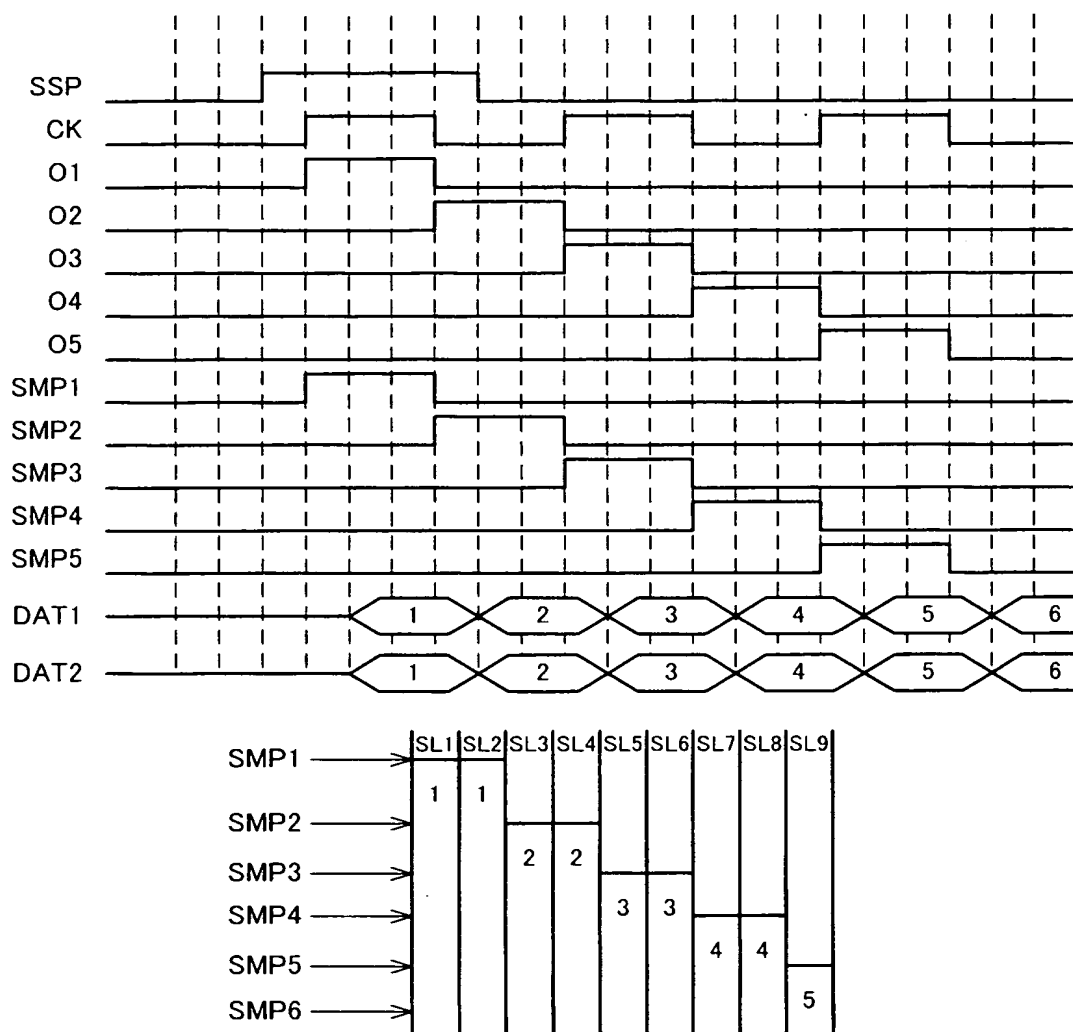 SSP
CK
O1
O2
O3
O4
O5
SMP1
SMP2
SMP3
SMP4
SMP5
DAT1 1 2 3 4 5 6
DAT2 1 2 3 4 5 6
SL1 SL2 SL3 SL4 SL5 SL6 SL7 SL8 SL9
SMP1
1 1
SMP2
2 2
SMP3
3 3
SMP4
4 4
SMP5
5
SMP6